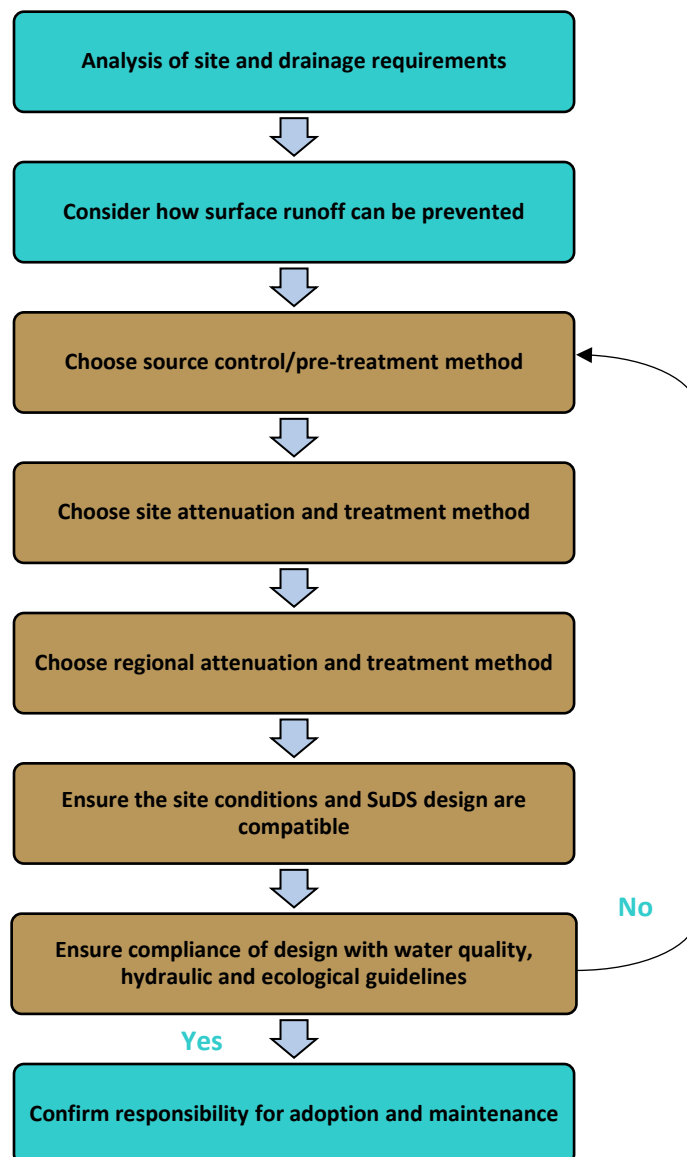 Analysis of site and drainage requirements
Consider how surface runoff can be prevented
Choose source control/pre-treatment method
Choose site attenuation and treatment method
Choose regional attenuation and treatment method
Ensure the site conditions and SuDS design are
compatible
No
Ensure compliance of design with water quality,
hydraulic and ecological guidelines
Yes
Confirm responsibility for adoption and maintenance